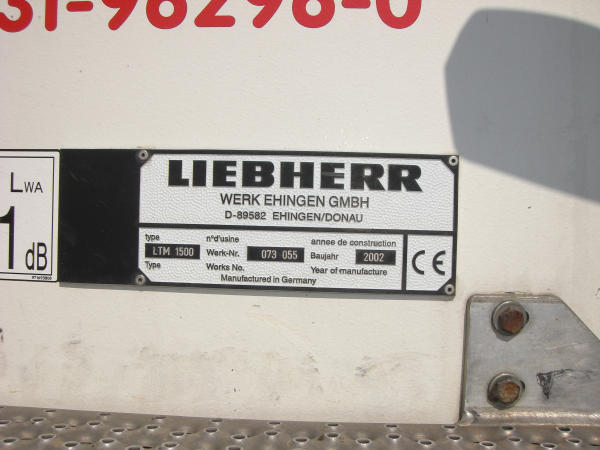 31-98298-0
LWA
1 dB
LIEBHERR
WERK EHINGEN GMBH
D-89582 EHINGEN/DONAU
type n°d'usine annee de construction
LTM 1500 Werk-Nr. 073 055 Baujahr 2002
Type Works No. Year of manufacture
Manufactured in Germany
CE